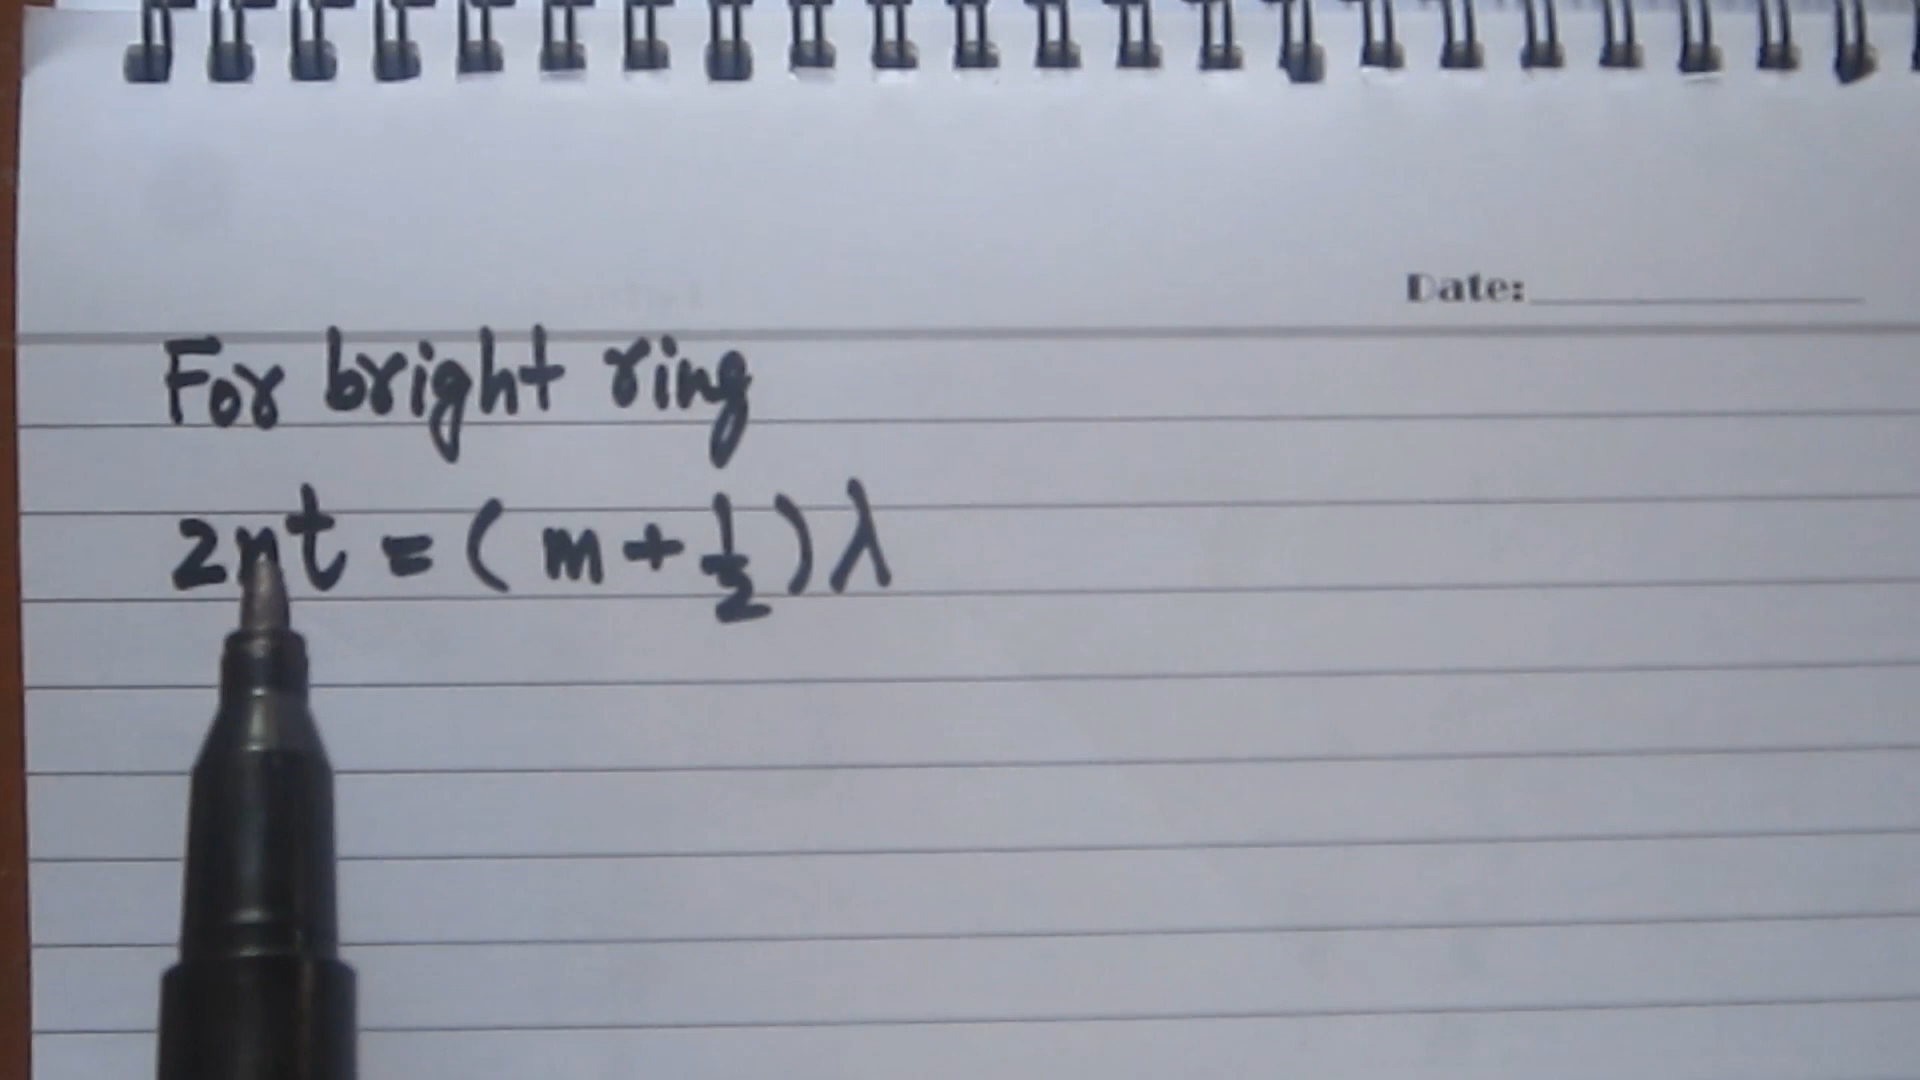 Date:
For bright ring
2nt = ( m + 1/2 ) λ